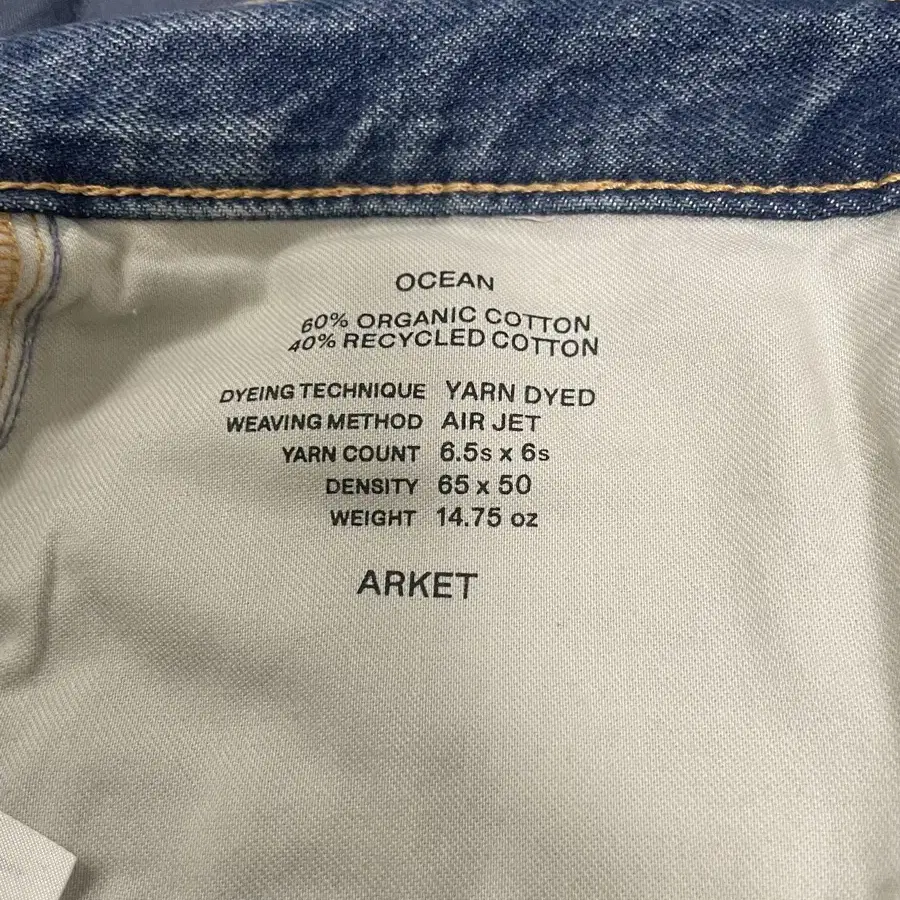 OCEAN
60% ORGANIC COTTON
40% RECYCLED COTTON
DYEING TECHNIQUE YARN DYED
WEAVING METHOD AIR JET
YARN COUNT 6.5s x 6s
DENSITY 65 x 50
WEIGHT 14.75 oz
ARKET